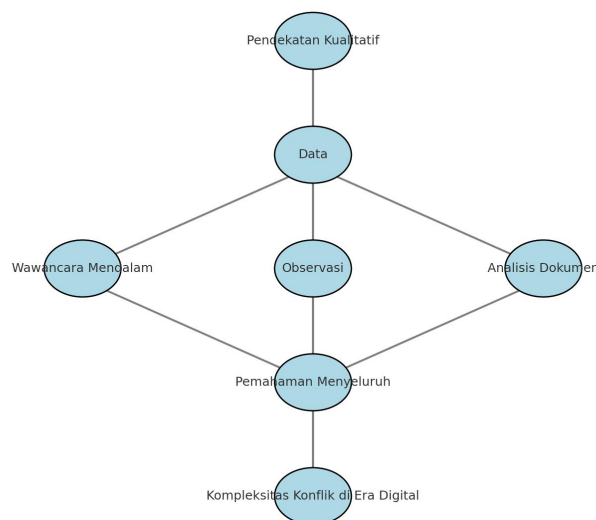 Pendekatan Kualitatif
Data
Wawancara Mendalam
Observasi
Analisis Dokumen
Pemahaman Menyeluruh
Kompleksitas Konflik di Era Digital